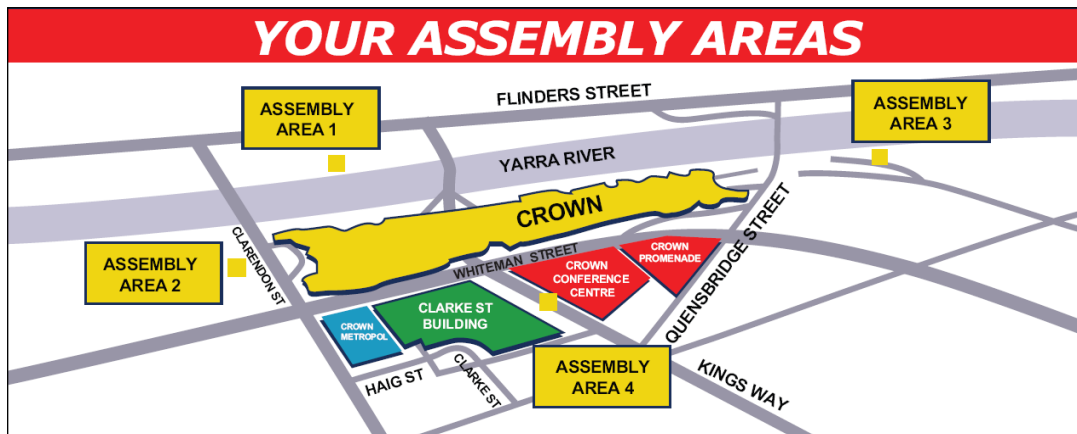 YOUR ASSEMBLY AREAS
FLINDERS STREET
ASSEMBLY
AREA 1
ASSEMBLY
AREA 3
YARRA RIVER
CROWN
CLARENDON ST
ASSEMBLY
AREA 2
WHITEMAN STREET
QUENSBRIDGE STREET
CROWN
PROMENADE
CROWN
CONFERENCE
CENTRE
CLARKE ST
BUILDING
CROWN
METROPOL
HAIG ST
CLARKE ST
ASSEMBLY
AREA 4
KINGS WAY